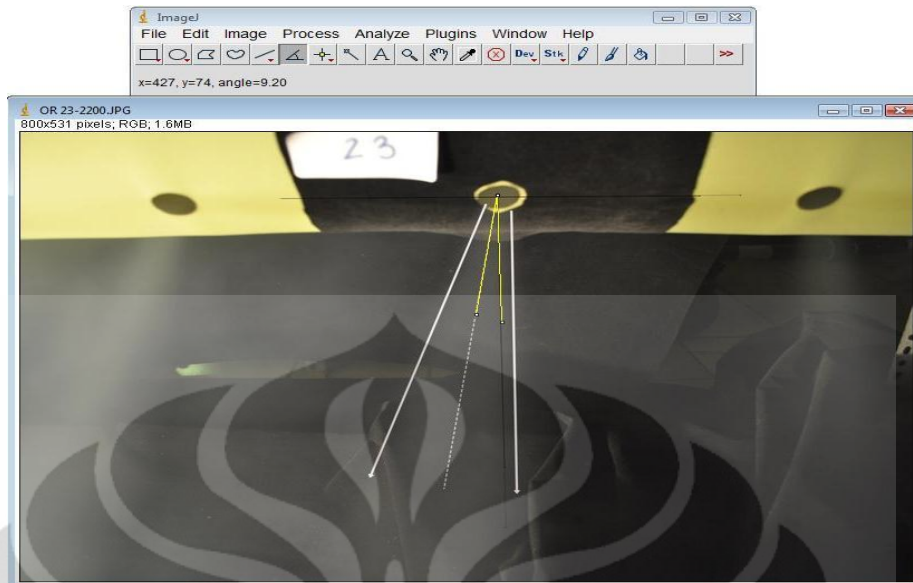 ImageJ
File Edit Image Process Analyze Plugins Window Help
Dev Stk >>
x=427, y=74, angle=9.20
OR 23-2200.JPG
800x531 pixels; RGB; 1.6MB
23